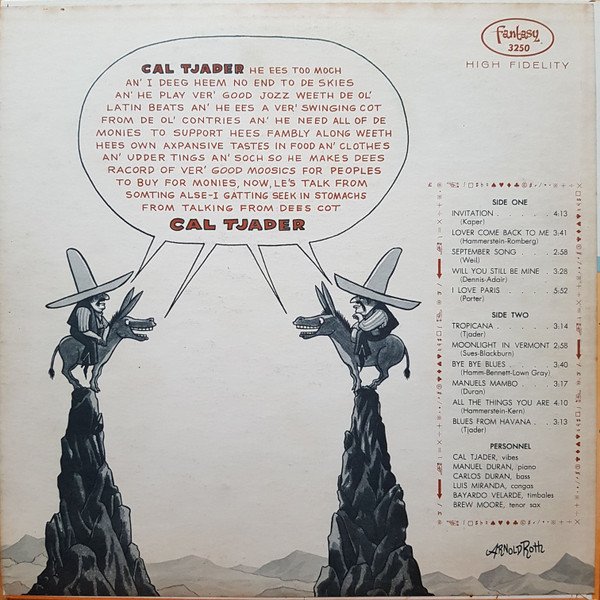 Fantasy
3250
HIGH FIDELITY
CAL TJADER HE EES TOO MOCH
AN' I DEEG HEEM NO END TO DE SKIES
AN' HE PLAY VER' GOOD JOZZ WEETH DE OL'
LATIN BEATS AN' HE EES A VER' SWINGING COT
FROM DE OL' CONTRIES AN' HE NEED ALL OF DE
MONIES TO SUPPORT HEES FAMBLY ALONG WEETH
HEES OWN AXPANSIVE TASTES IN FOOD AN' CLOTHES
AN' UDDER TINGS AN' SOCH SO HE MAKES DEES
RACORD OF VER' GOOD MOOSICS FOR PEOPLES
TO BUY FOR MONIES, NOW, LE'S TALK FROM
SOMTING ALSE-I GATTING SEEK IN STOMACHS
FROM TALKING FROM DEES COT
CAL TJADER
SIDE ONE
INVITATION . . . . . 4:13
(Kaper)
LOVER COME BACK TO ME 3:41
(Hammerstein-Romberg)
SEPTEMBER SONG . . . 2:58
(Weil)
WILL YOU STILL BE MINE . 3:28
(Dennis-Adair)
I LOVE PARIS . . . . 5:52
(Porter)
SIDE TWO
TROPICANA . . . . . 3:14
(Tjader)
MOONLIGHT IN VERMONT 2:58
(Sues-Blackburn)
BYE BYE BLUES . . . . 3:40
(Hamm-Bennett-Lown Gray)
MANUELS MAMBO . . . 3.17
(Duran)
ALL THE THINGS YOU ARE 4:10
(Hammerstein-Kern)
BLUES FROM HAVANA . . 3:13
(Tjader)
PERSONNEL
CAL TJADER, vibes
MANUEL DURAN, piano
CARLOS DURAN, bass
LUIS MIRANDA, congas
BAYARDO VELARDE, timbales
BREW MOORE, tenor sax
ARNOLD ROTH